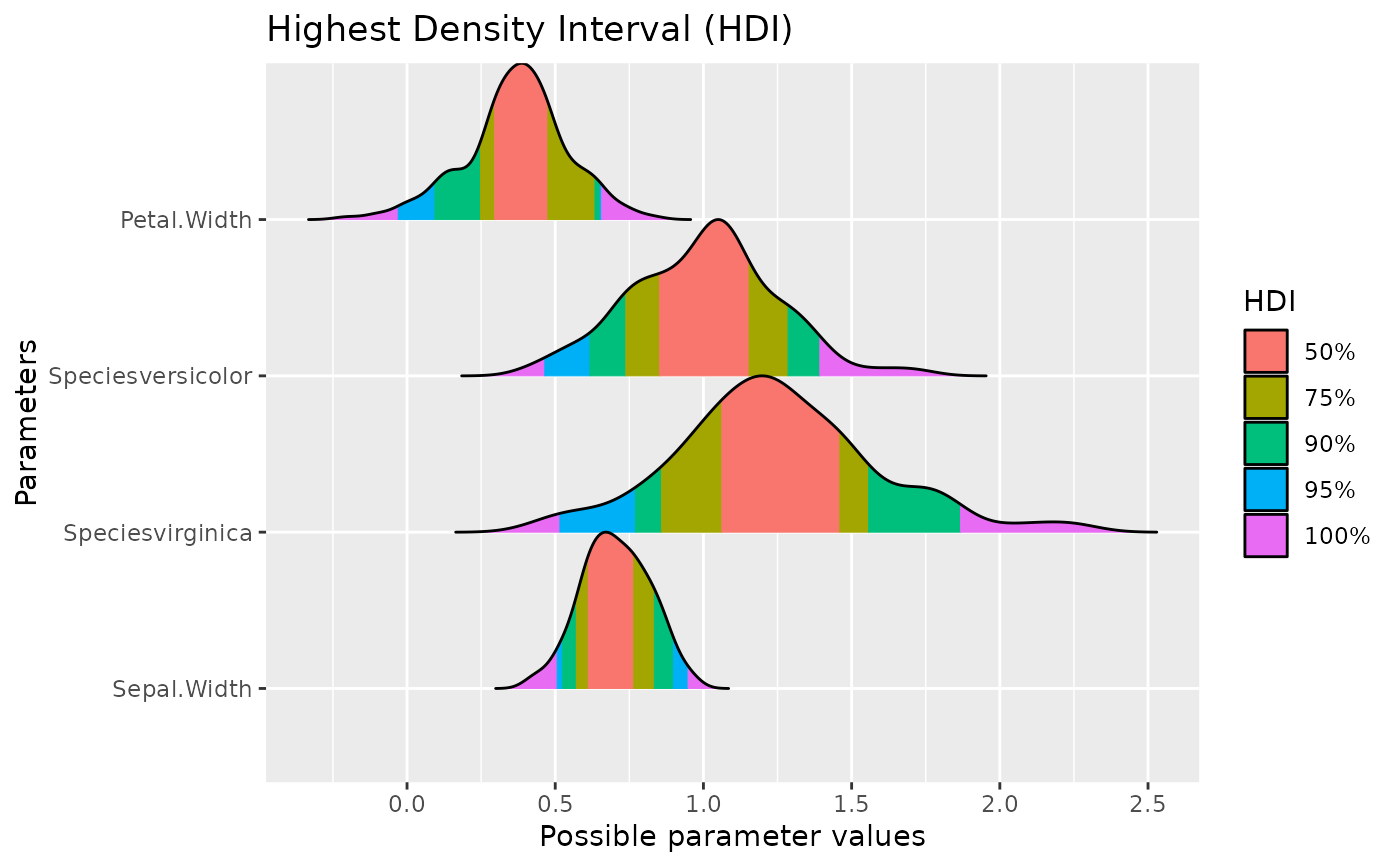 Highest Density Interval (HDI)
Parameters
Petal.Width
Speciesversicolor
Speciesvirginica
Sepal.Width
0.0 0.5 1.0 1.5 2.0 2.5
Possible parameter values
HDI
50%
75%
90%
95%
100%